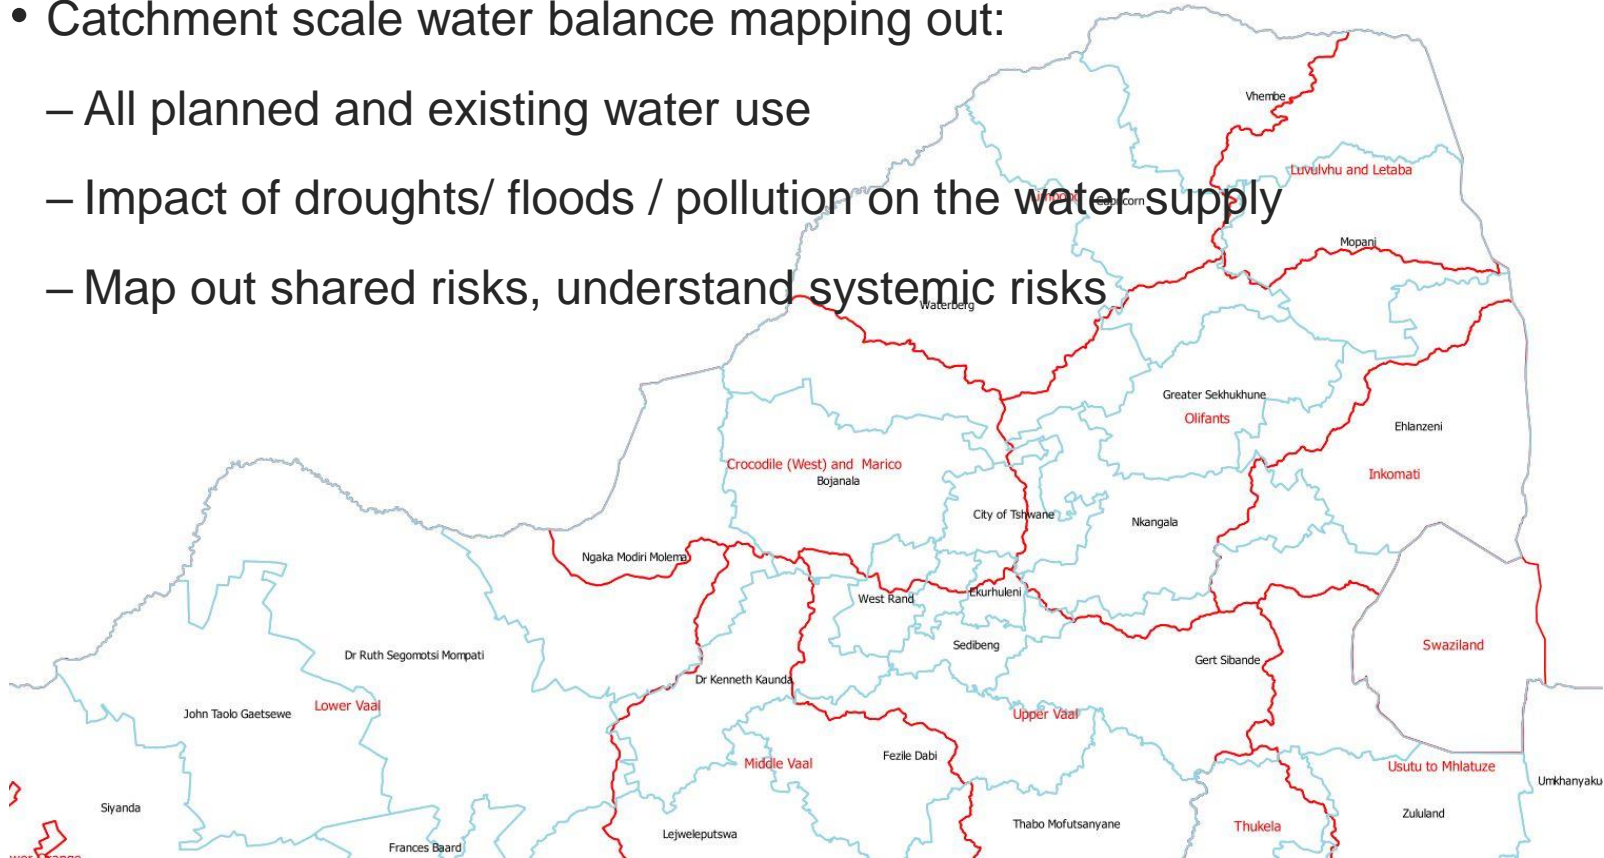 • Catchment scale water balance mapping out:
– All planned and existing water use
– Impact of droughts/ floods / pollution on the water supply
– Map out shared risks, understand systemic risks
Vhembe
Luvulvhu and Letaba
Limpopo
Capricorn
Mopani
Waterberg
Greater Sekhukhune
Olifants
Ehlanzeni
Crocodile (West) and Marico
Bojanala
Inkomati
City of Tshwane
Nkangala
Ngaka Modiri Molema
West Rand
Ekurhuleni
Sedibeng
Swaziland
Dr Ruth Segomotsi Mompati
Gert Sibande
Dr Kenneth Kaunda
John Taolo Gaetsewe
Lower Vaal
Upper Vaal
Fezile Dabi
Middle Vaal
Usutu to Mhlatuze
Umkhanyaku
Siyanda
Zululand
Thabo Mofutsanyane
Thukela
Lejweleputswa
Frances Baard